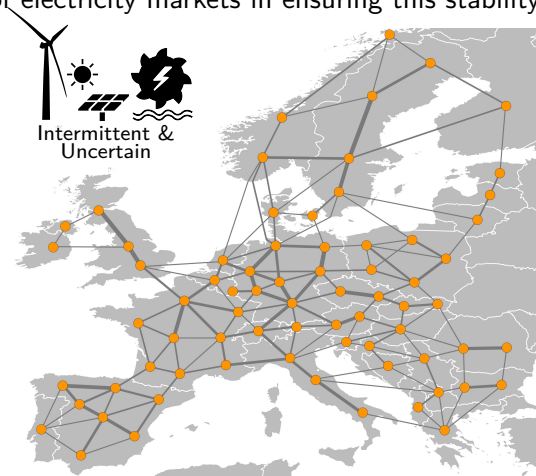 of electricity markets in ensuring this stability
Intermittent &
Uncertain